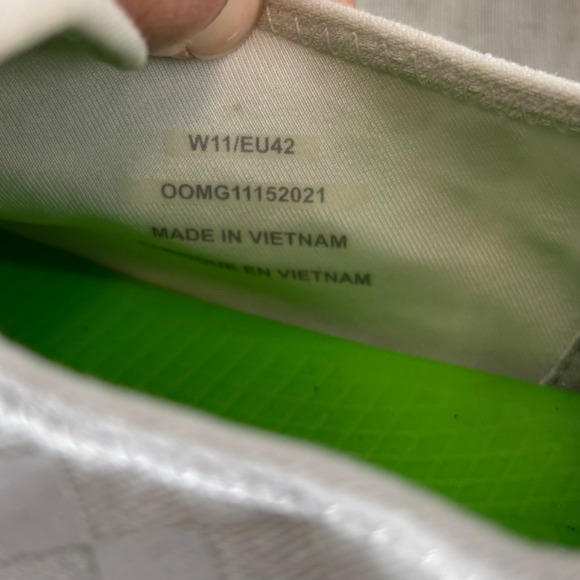 W11/EU42
OOMG11152021
MADE IN VIETNAM
EN VIETNAM